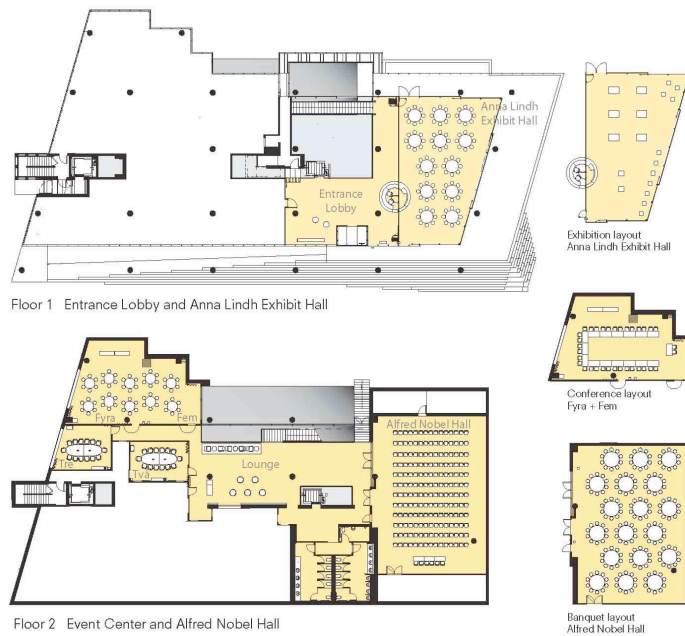 Anna Lindh
Exhibit Hall
Entrance
Lobby
Exhibition layout
Anna Lindh Exhibit Hall
Floor 1 Entrance Lobby and Anna Lindh Exhibit Hall
Fyra
Fem
Tre
Två
Lounge
Alfred Nobel Hall
Conference layout
Fyra + Fem
Floor 2 Event Center and Alfred Nobel Hall
Banquet layout
Alfred Nobel Hall